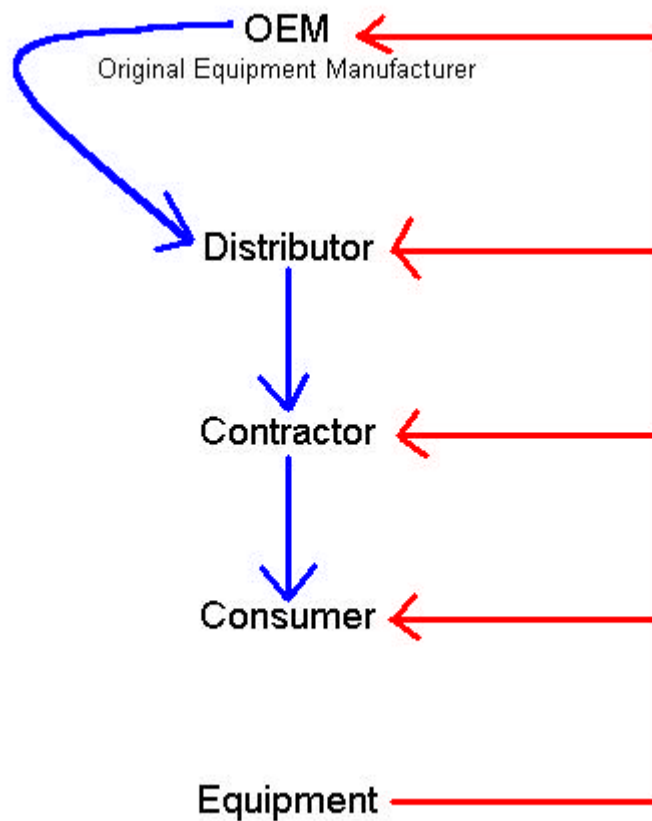 OEM
Original Equipment Manufacturer
Distributor
Contractor
Consumer
Equipment